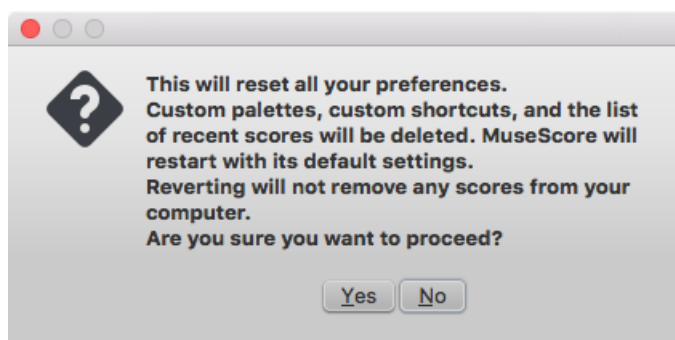 This will reset all your preferences.
Custom palettes, custom shortcuts, and the list
of recent scores will be deleted. MuseScore will
restart with its default settings.
Reverting will not remove any scores from your
computer.
Are you sure you want to proceed?
Yes No